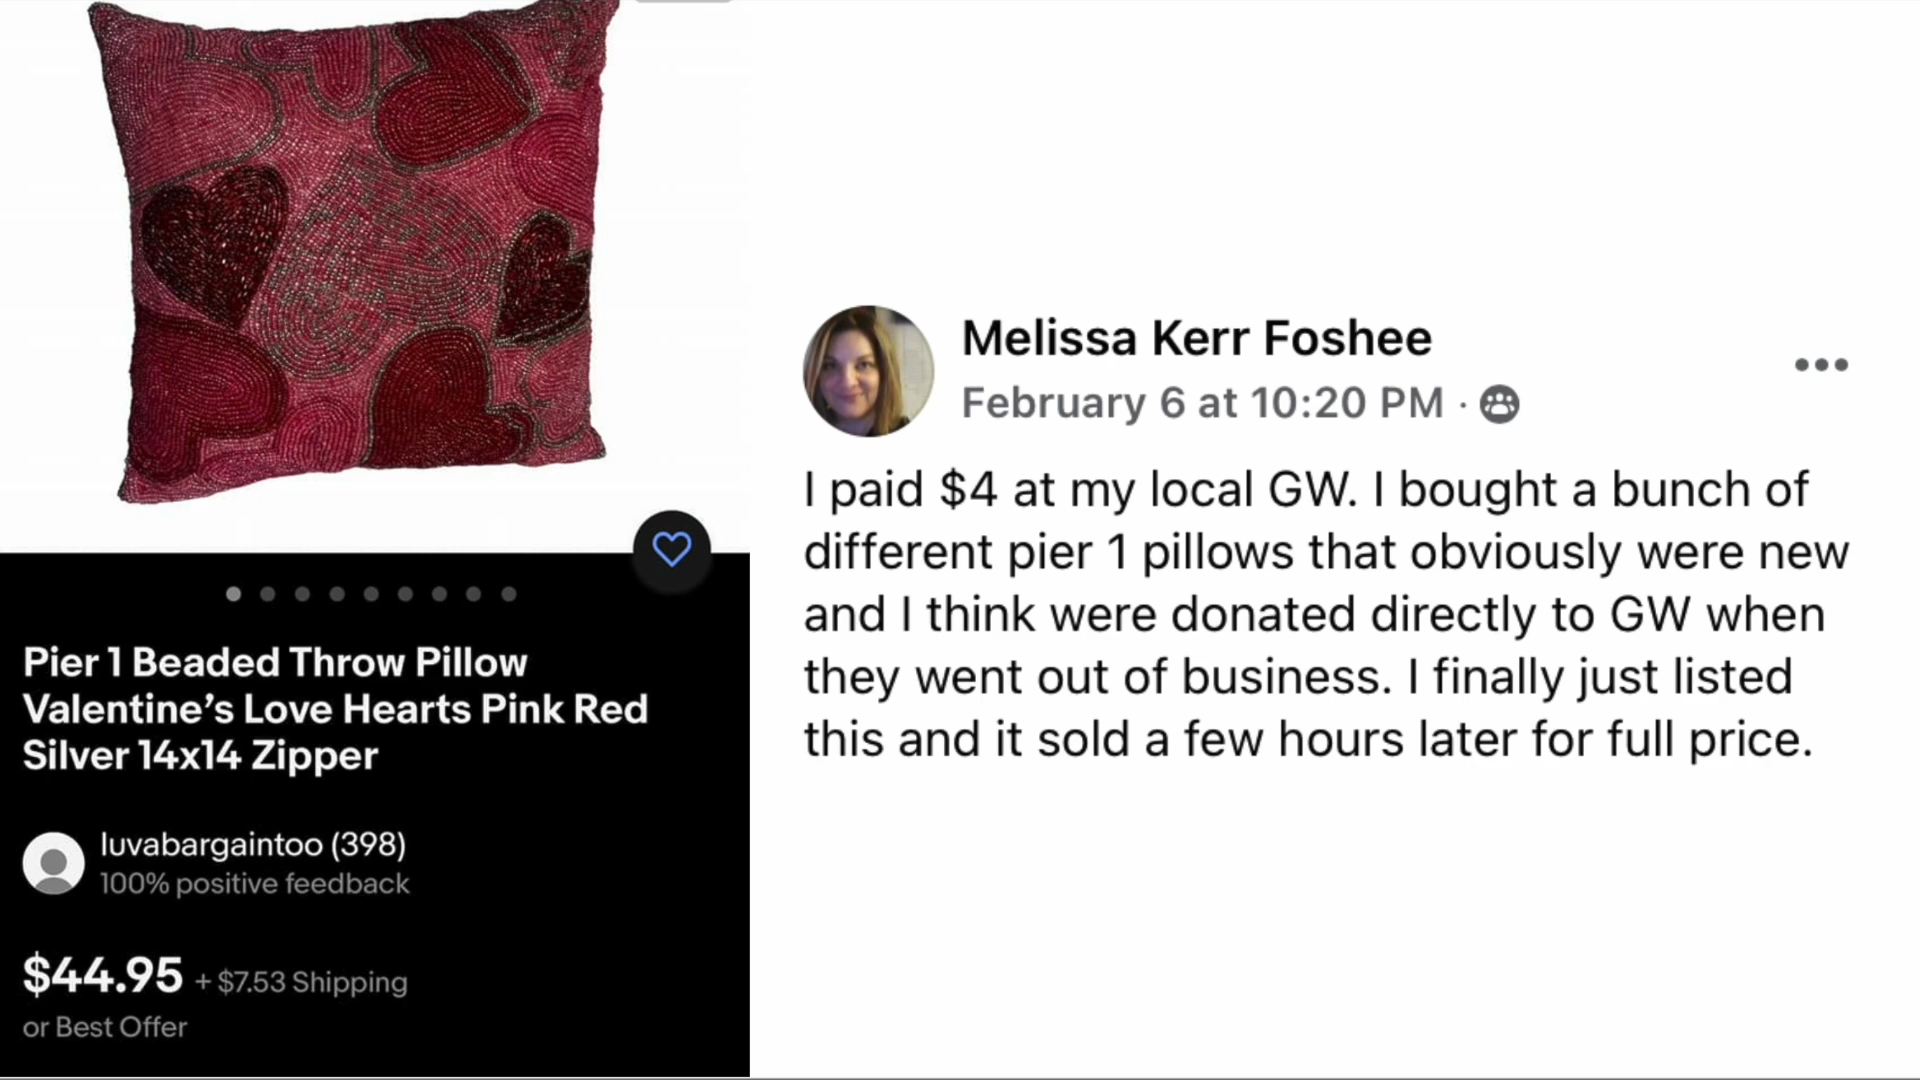 Pier 1 Beaded Throw Pillow
Valentine’s Love Hearts Pink Red
Silver 14x14 Zipper
luvabargaintoo (398)
100% positive feedback
$44.95 + $7.53 Shipping
or Best Offer
Melissa Kerr Foshee
February 6 at 10:20 PM ·
I paid $4 at my local GW. I bought a bunch of
different pier 1 pillows that obviously were new
and I think were donated directly to GW when
they went out of business. I finally just listed
this and it sold a few hours later for full price.